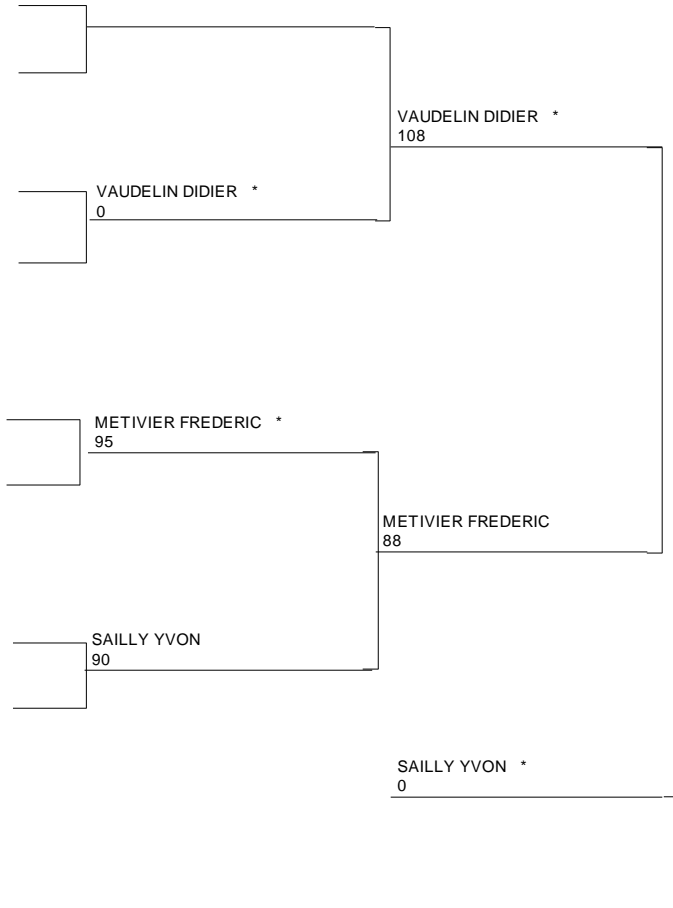 VAUDELIN DIDIER *
108
VAUDELIN DIDIER *
0
METIVIER FREDERIC *
95
METIVIER FREDERIC
88
SAILLY YVON
90
SAILLY YVON *
0